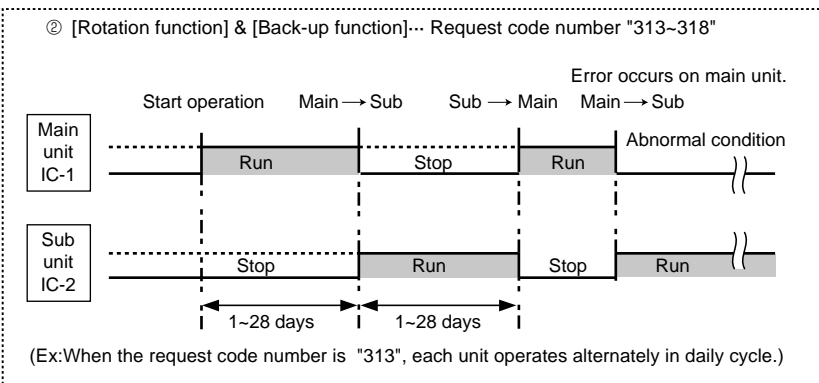 ② [Rotation function] & [Back-up function]··· Request code number "313~318"
Error occurs on main unit.
Start operation Main → Sub Sub → Main Main → Sub
Main
unit
IC-1
Run Stop Run Abnormal condition
Sub
unit
IC-2
Stop Run Stop Run
1~28 days 1~28 days
(Ex:When the request code number is "313", each unit operates alternately in daily cycle.)